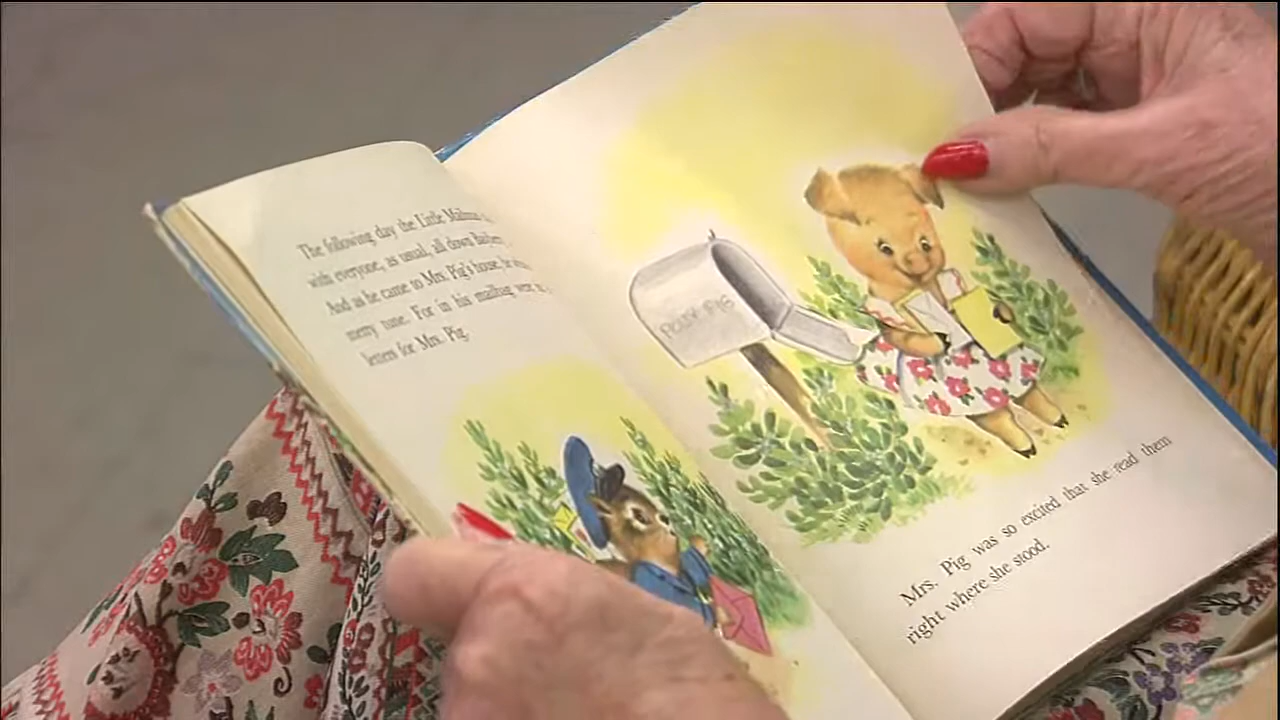 The following day the Little Mailman
with everyone, as usual, all down
And as he came to Mrs. Pig's house, he
merry tune. For in his mailbag were
letters for Mrs. Pig.
PIG
Mrs. Pig was so excited that she read them
right where she stood.